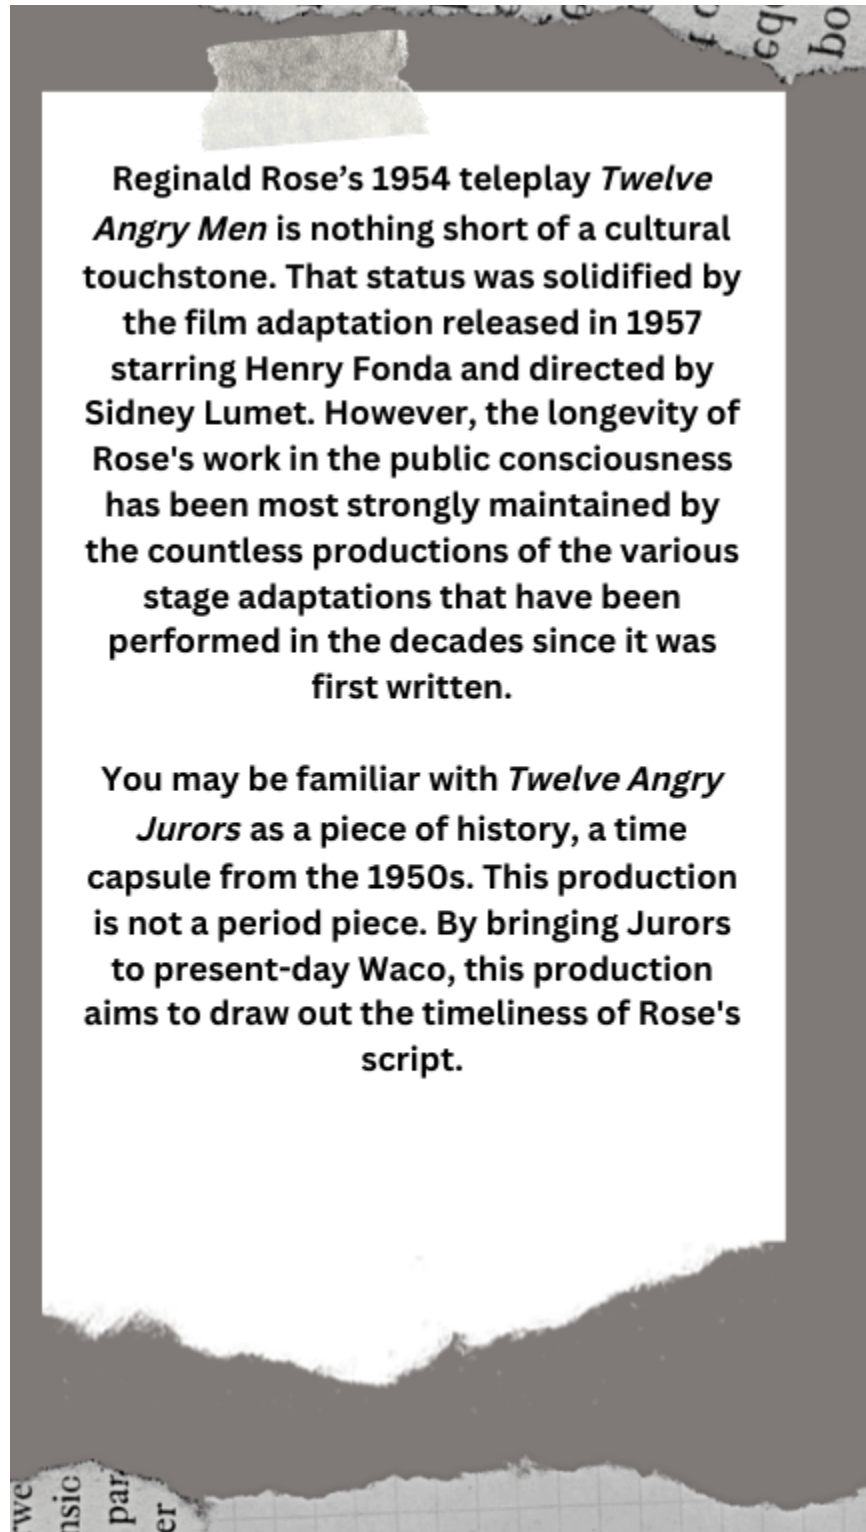 Reginald Rose’s 1954 teleplay Twelve
Angry Men is nothing short of a cultural
touchstone. That status was solidified by
the film adaptation released in 1957
starring Henry Fonda and directed by
Sidney Lumet. However, the longevity of
Rose's work in the public consciousness
has been most strongly maintained by
the countless productions of the various
stage adaptations that have been
performed in the decades since it was
first written.
You may be familiar with Twelve Angry
Jurors as a piece of history, a time
capsule from the 1950s. This production
is not a period piece. By bringing Jurors
to present-day Waco, this production
aims to draw out the timeliness of Rose's
script.